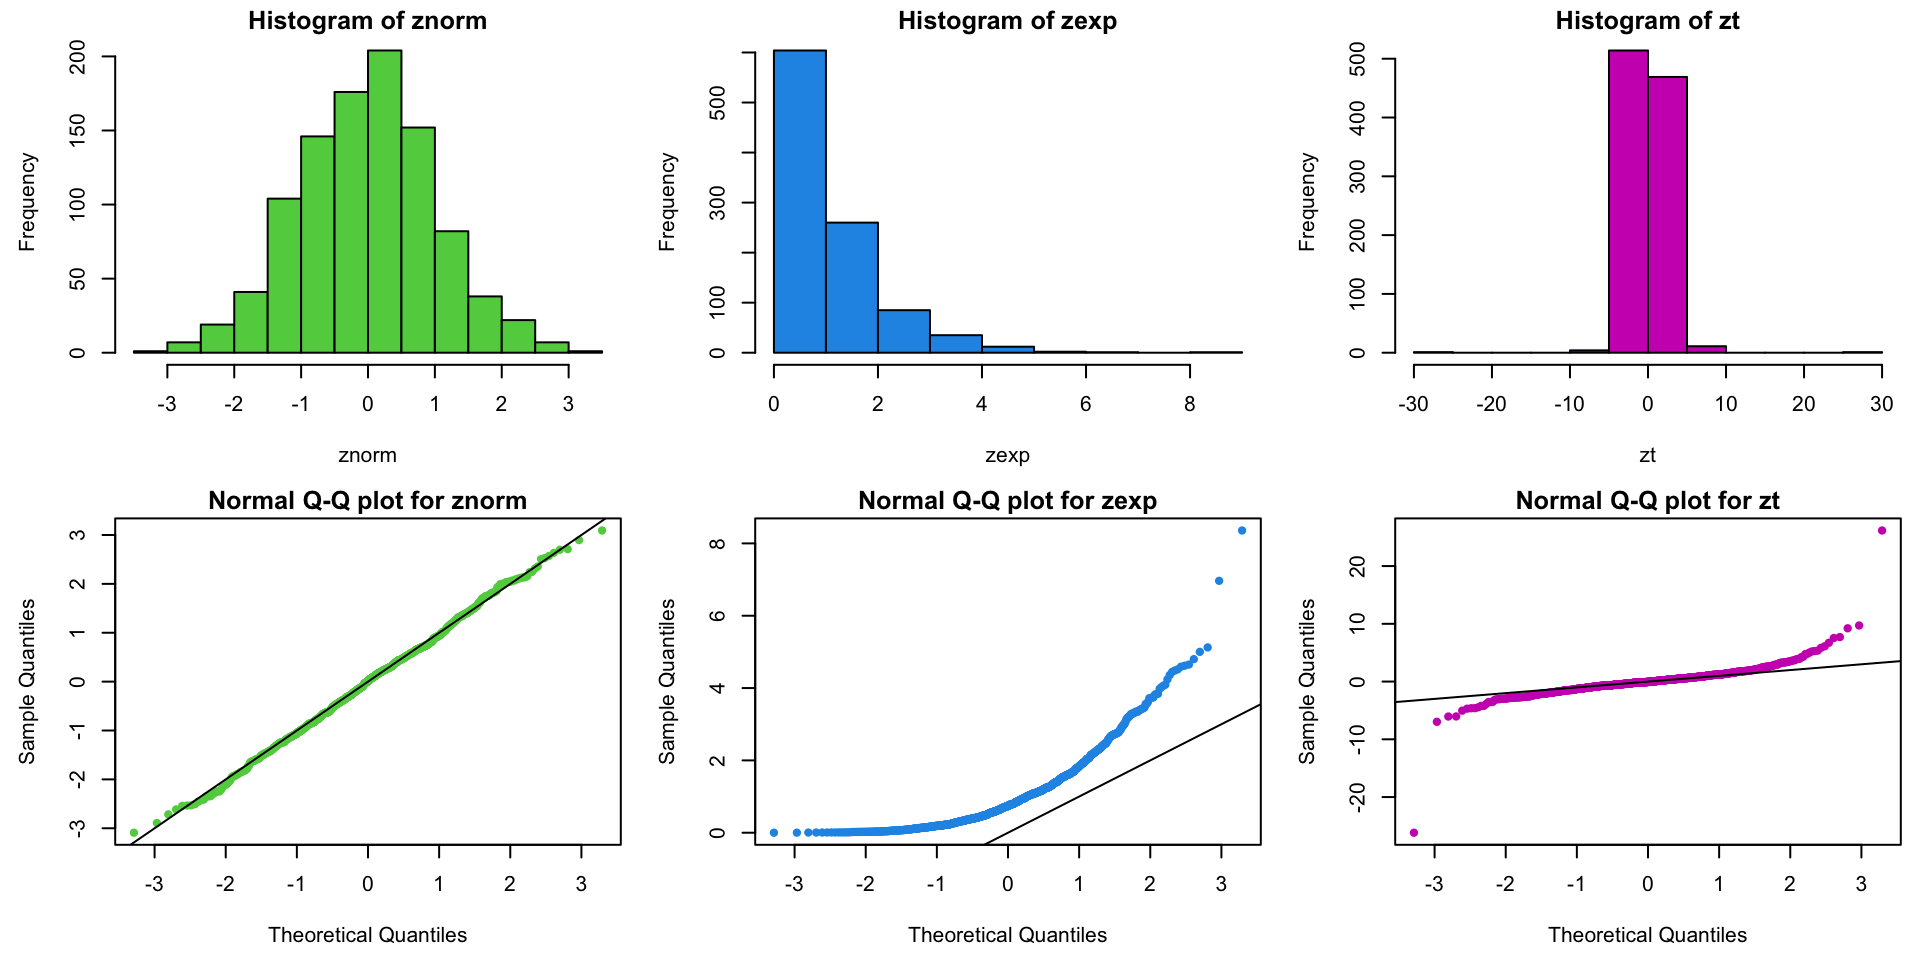 Histogram of znorm
Frequency
0 50 100 150 200
-3 -2 -1 0 1 2 3
znorm
Histogram of zexp
Frequency
0 100 300 500
0 2 4 6 8
zexp
Histogram of zt
Frequency
0 100 200 300 400 500
-30 -20 -10 0 10 20 30
zt
Normal Q-Q plot for znorm
Sample Quantiles
-3 -2 -1 0 1 2 3
-3 -2 -1 0 1 2 3
Theoretical Quantiles
Normal Q-Q plot for zexp
Sample Quantiles
0 2 4 6 8
-3 -2 -1 0 1 2 3
Theoretical Quantiles
Normal Q-Q plot for zt
Sample Quantiles
-20 -10 0 10 20
-3 -2 -1 0 1 2 3
Theoretical Quantiles